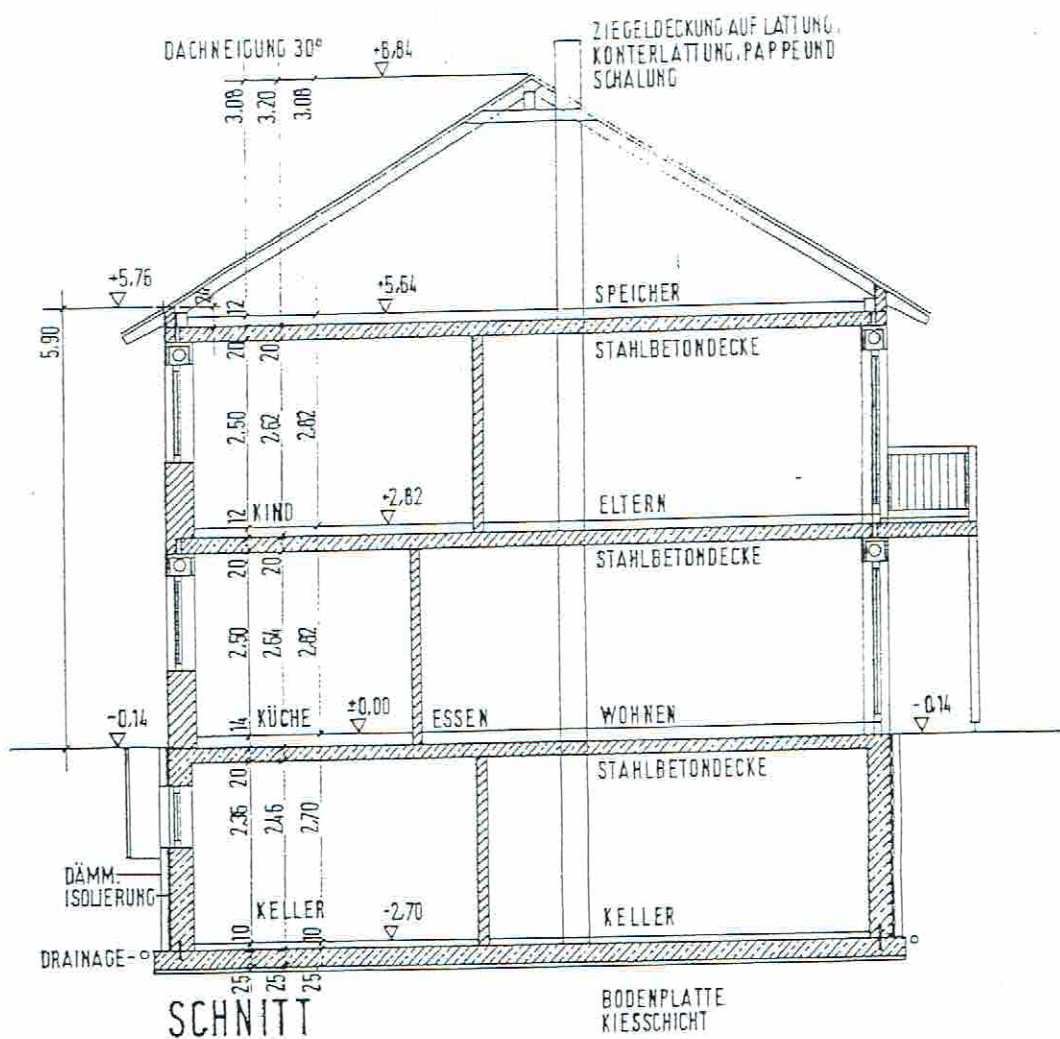 DACHNEIGUNG 30°
+8,84
ZIEGELDECKUNG AUF LATTUNG,
KONTERLATTUNG, PAPPE UND
SCHALUNG
3.08
3.20
3.08
+5,76
+5,64
SPEICHER
12
5.90
20
20
STAHLBETONDECKE
2.50
2.62
2.82
12
KIND
+2,82
ELTERN
20
20
STAHLBETONDECKE
2.50
2.64
2.82
-0,14
14
KÜCHE
±0,00
ESSEN
WOHNEN
-0,14
20
STAHLBETONDECKE
2.36
2.46
2.70
DÄMM.
ISOLIERUNG
KELLER
-2,70
KELLER
10
10
DRAINAGE
25
25
25
SCHNITT
BODENPLATTE
KIESSCHICHT